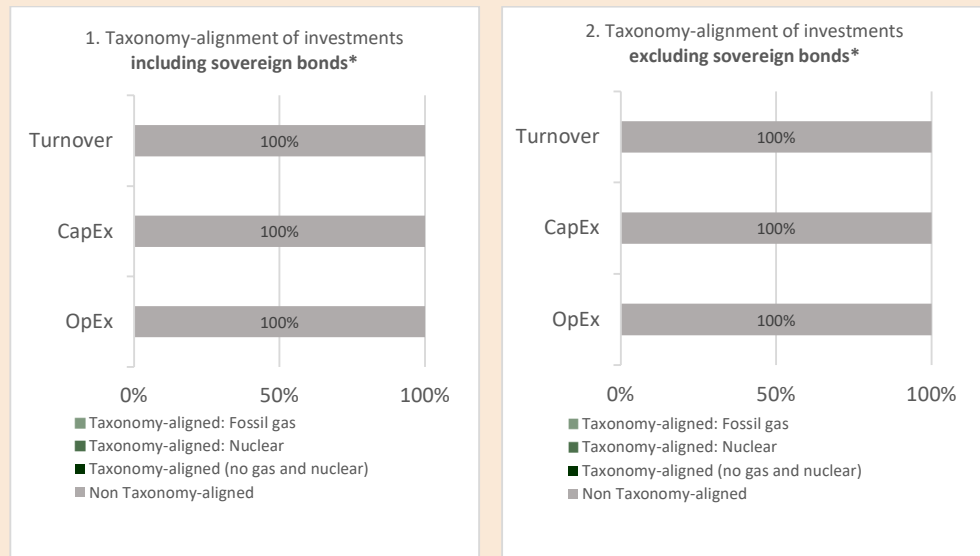 1. Taxonomy-alignment of investments
including sovereign bonds*
Turnover
100%
CapEx
100%
OpEx
100%
0% 50% 100%
Taxonomy-aligned: Fossil gas
Taxonomy-aligned: Nuclear
Taxonomy-aligned (no gas and nuclear)
Non Taxonomy-aligned
2. Taxonomy-alignment of investments
excluding sovereign bonds*
Turnover
100%
CapEx
100%
OpEx
100%
0% 50% 100%
Taxonomy-aligned: Fossil gas
Taxonomy-aligned: Nuclear
Taxonomy-aligned (no gas and nuclear)
Non Taxonomy-aligned